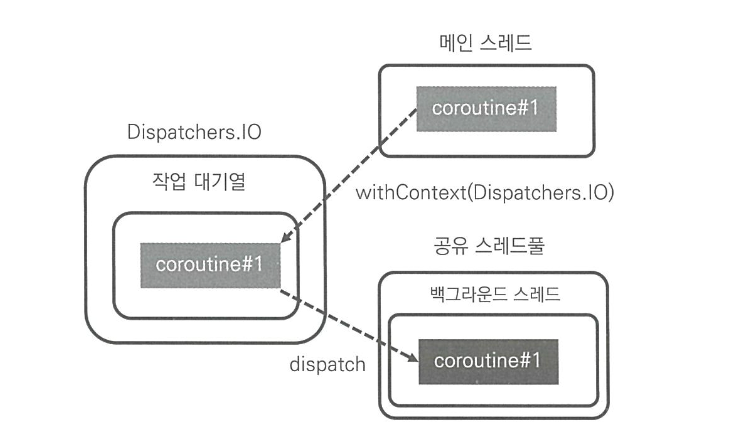 메인 스레드
coroutine#1
Dispatchers.IO
작업 대기열
withContext(Dispatchers.IO)
coroutine#1
공유 스레드풀
백그라운드 스레드
dispatch
coroutine#1